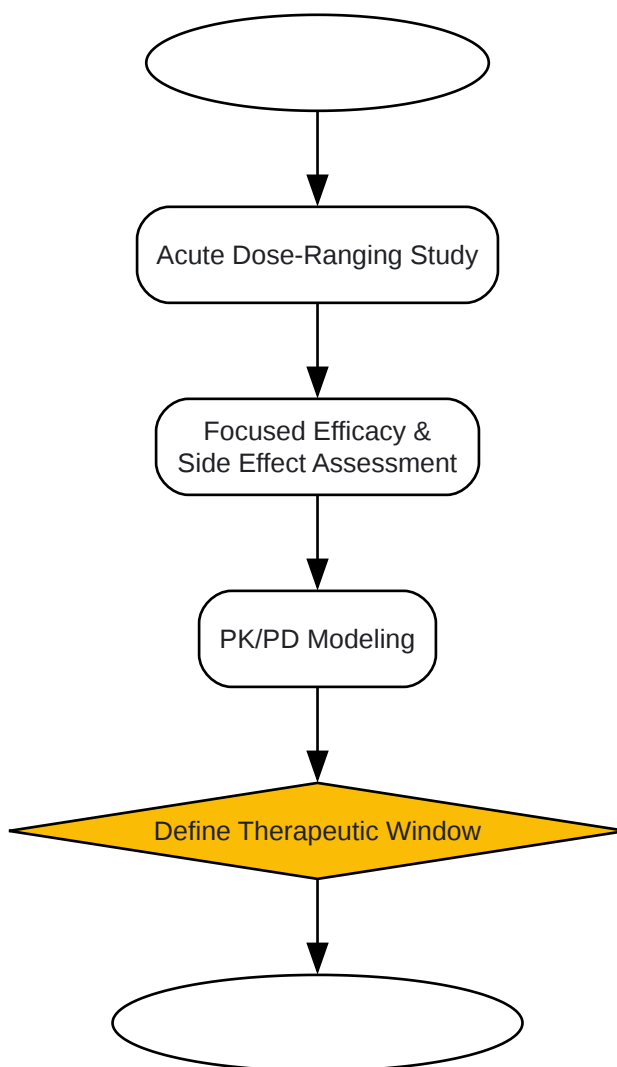 Acute Dose-Ranging Study
Focused Efficacy &
Side Effect Assessment
PK/PD Modeling
Define Therapeutic Window